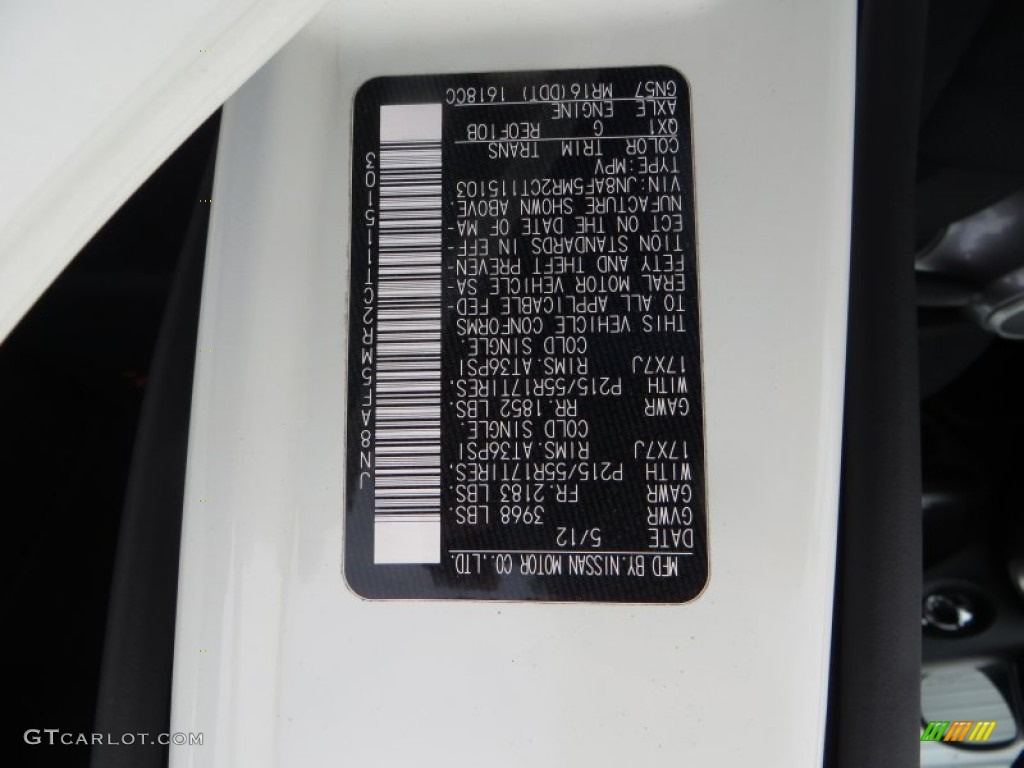 MFD BY.NISSAN MOTOR CO.,LTD.
DATE 5/12
GVWR 3968 LBS.
GAWR FR.2183 LBS.
WITH P215/55R17TIRES.
17X7J RIMS.AT36PSI
COLD SINGLE.
GAWR RR.1852 LBS.
WITH P215/55R17TIRES.
17X7J RIMS.AT36PSI
COLD SINGLE.
THIS VEHICLE CONFORMS
TO ALL APPLICABLE FED-
ERAL MOTOR VEHICLE SA-
FETY AND THEFT PREVEN-
TION STANDARDS IN EFF-
ECT ON THE DATE OF MA-
NUFACTURE SHOWN ABOVE.
VIN:JN8AF5MR2CT115103
TYPE:MPV
COLOR TRIM TRANS
QX1 G RE0F10B
AXLE ENGINE
GN57 MR16(DDT) 1618CC
JN8AF5MR2CT115103
GTCARLOT.COM